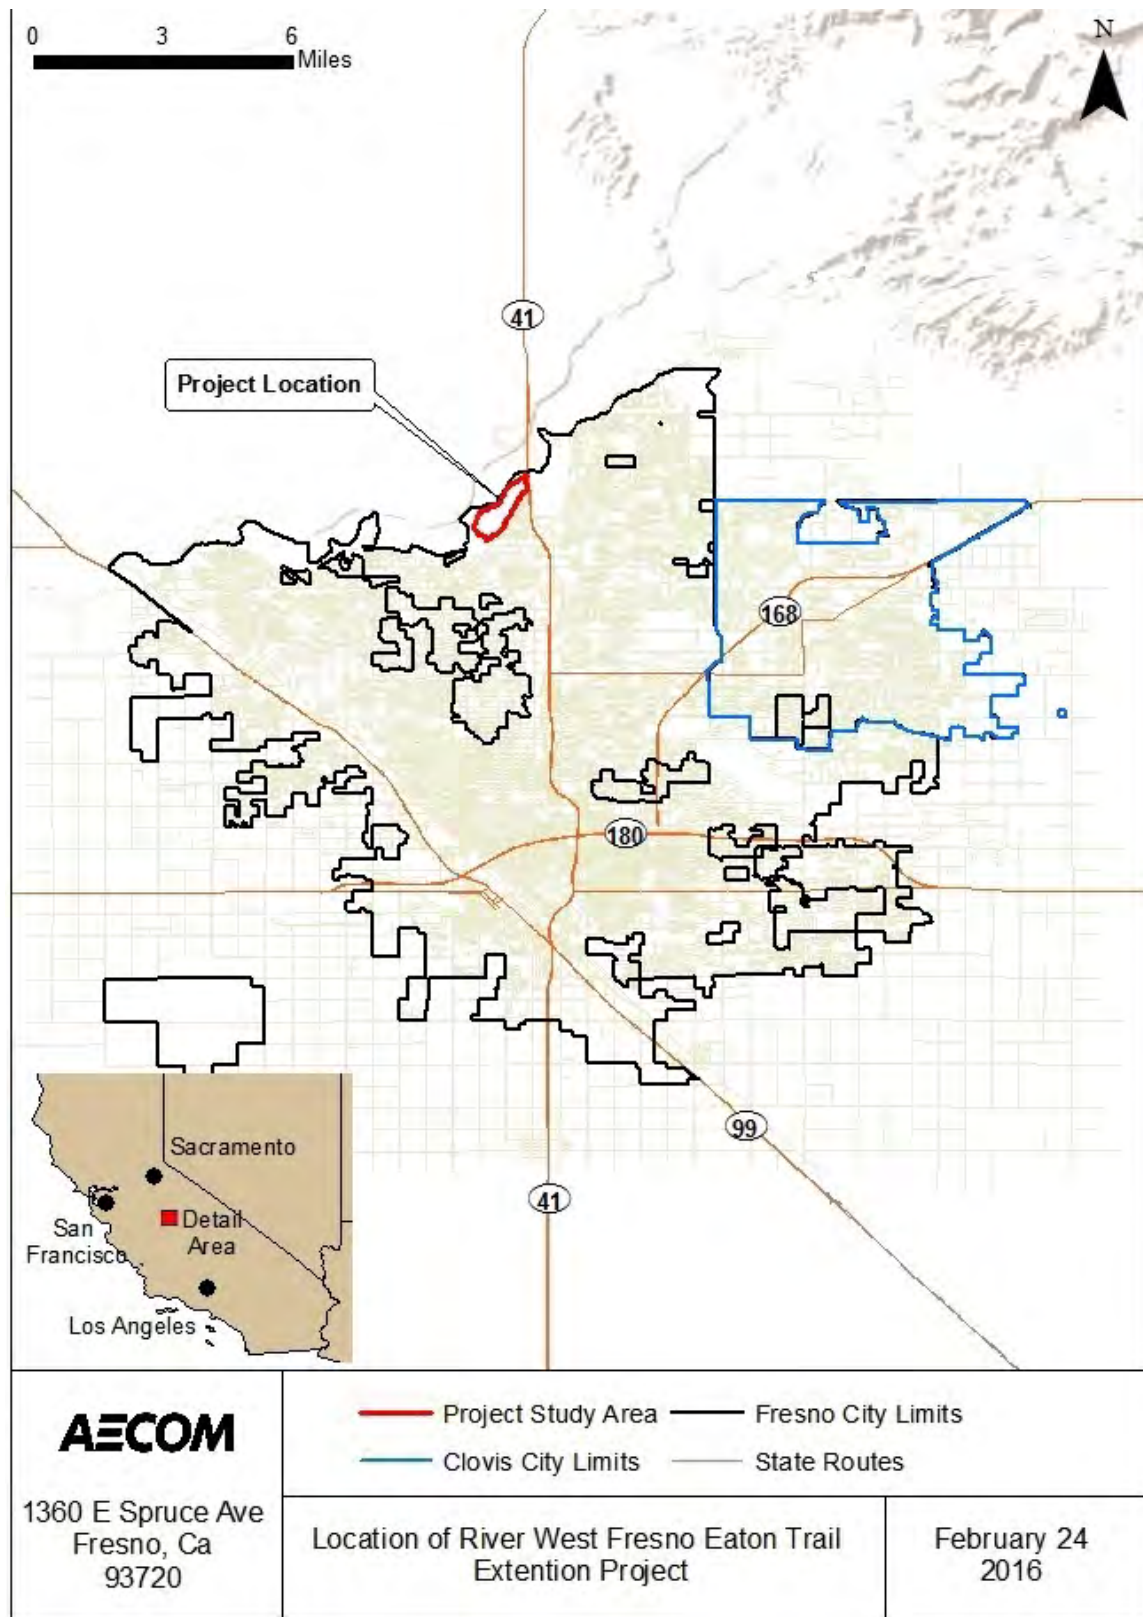 0 3 6
Miles
N
41
Project Location
168
180
99
41
Sacramento
San
Francisco
Detail
Area
Los Angeles
AECOM
1360 E Spruce Ave
Fresno, Ca
93720
Project Study Area
Fresno City Limits
Clovis City Limits
State Routes
Location of River West Fresno Eaton Trail
Extention Project
February 24
2016